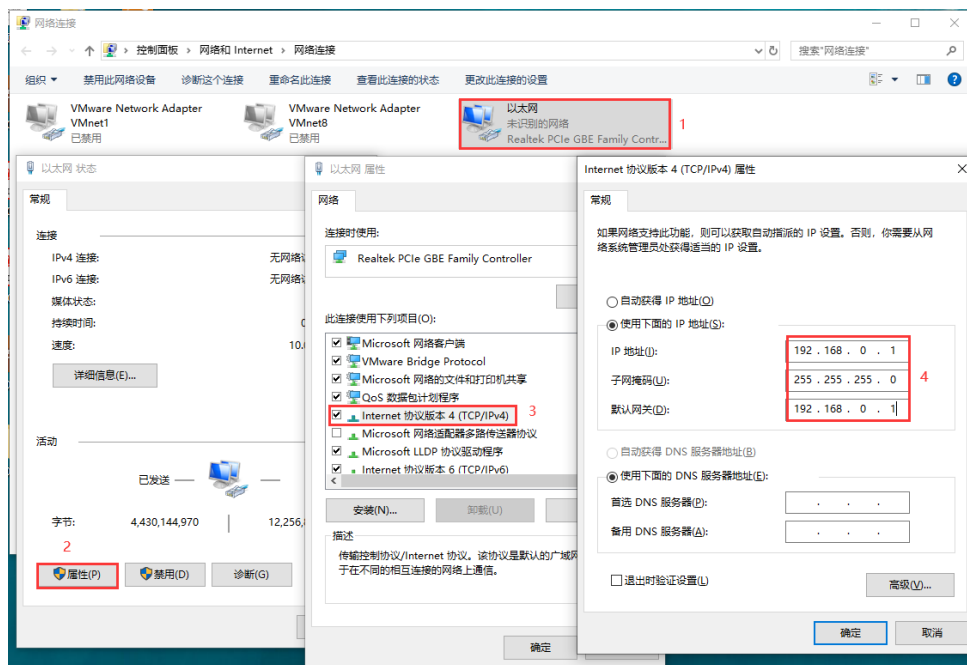 网络连接
控制面板 › 网络和 Internet › 网络连接
搜索"网络连接"
组织 禁用此网络设备 诊断这个连接 重命名此连接 查看此连接的状态 更改此连接的设置
VMware Network Adapter
VMnet1
已禁用
VMware Network Adapter
VMnet8
已禁用
以太网
未识别的网络
Realtek PCIe GBE Family Contr...
1
以太网 状态
常规
连接
IPv4 连接: 无网络
IPv6 连接: 无网络
媒体状态:
持续时间:
速度: 10.
详细信息(E)...
活动
已发送
字节: 4,430,144,970 12,256,
2
属性(P) 禁用(D) 诊断(G)
以太网 属性
网络
连接时使用:
Realtek PCIe GBE Family Controller
此连接使用下列项目(O):
Microsoft 网络客户端
VMware Bridge Protocol
Microsoft 网络的文件和打印机共享
QoS 数据包计划程序
Internet 协议版本 4 (TCP/IPv4)
3
Microsoft 网络适配器多路传送器协议
Microsoft LLDP 协议驱动程序
Internet 协议版本 6 (TCP/IPv6)
安装(N)... 卸载(U)
描述
传输控制协议/Internet 协议。该协议是默认的广域网
于在不同的相互连接的网络上通信。
确定
Internet 协议版本 4 (TCP/IPv4) 属性
常规
如果网络支持此功能，则可以获取自动指派的 IP 设置。否则，你需要从网
络系统管理员处获得适当的 IP 设置。
自动获得 IP 地址(O)
使用下面的 IP 地址(S):
IP 地址(I): 192 . 168 . 0 . 1
子网掩码(U): 255 . 255 . 255 . 0
4
默认网关(D): 192 . 168 . 0 . 1
自动获得 DNS 服务器地址(B)
使用下面的 DNS 服务器地址(E):
首选 DNS 服务器(P): . . .
备用 DNS 服务器(A): . . .
退出时验证设置(L)
高级(V)...
确定 取消